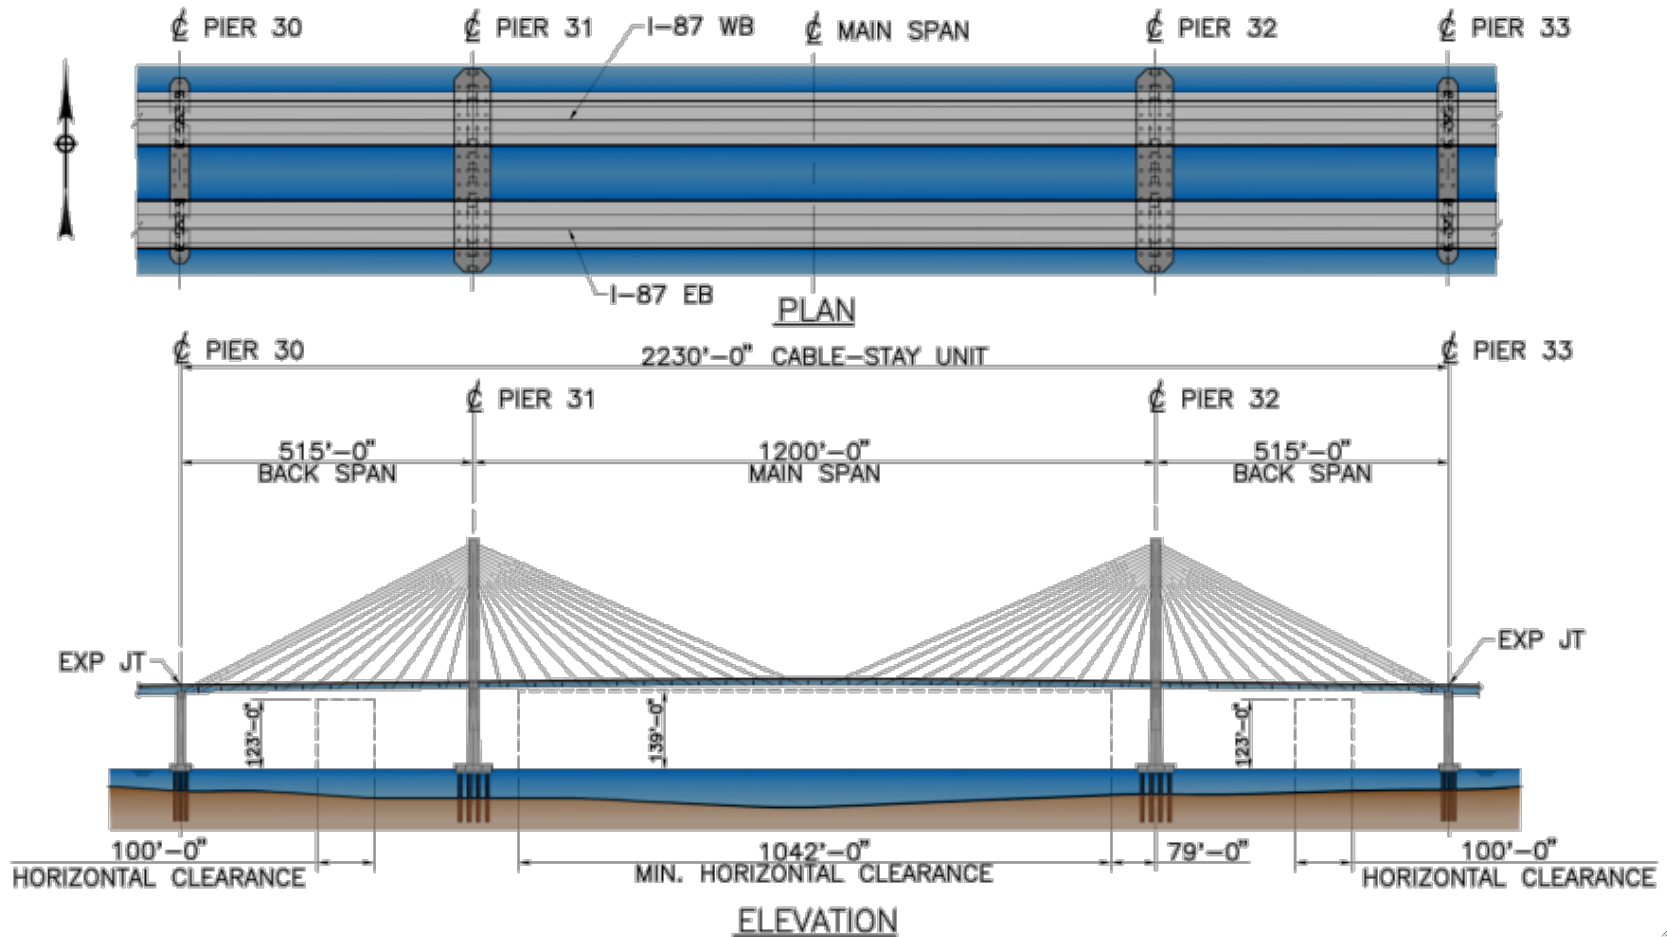 ℄ PIER 30
℄ PIER 31
I-87 WB
℄ MAIN SPAN
℄ PIER 32
℄ PIER 33
I-87 EB
PLAN
℄ PIER 30
2230'-0" CABLE-STAY UNIT
℄ PIER 33
℄ PIER 31
℄ PIER 32
515'-0"
BACK SPAN
1200'-0"
MAIN SPAN
515'-0"
BACK SPAN
EXP JT
EXP JT
123'-0"
139'-0"
123'-0"
100'-0"
HORIZONTAL CLEARANCE
1042'-0"
MIN. HORIZONTAL CLEARANCE
79'-0"
100'-0"
HORIZONTAL CLEARANCE
ELEVATION